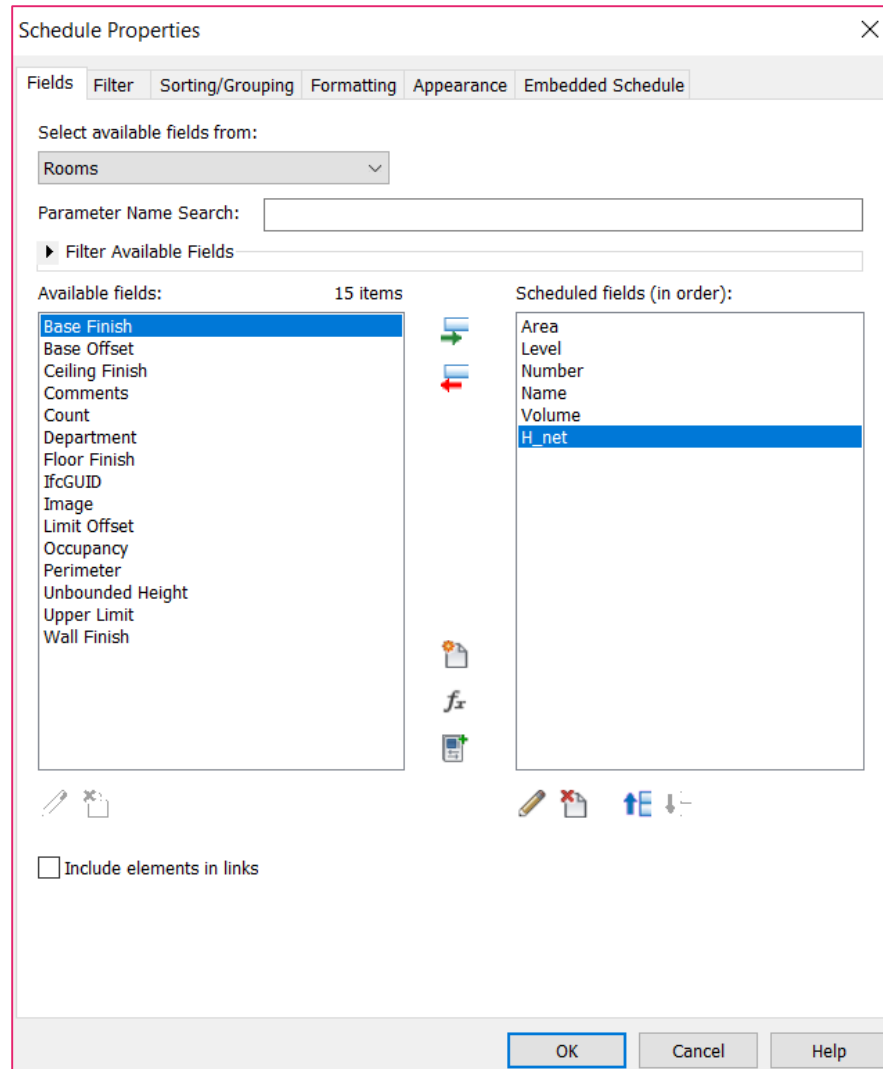 Schedule Properties
Fields Filter Sorting/Grouping Formatting Appearance Embedded Schedule
Select available fields from:
Rooms
Parameter Name Search:
Filter Available Fields
Available fields: 15 items
Base Finish
Base Offset
Ceiling Finish
Comments
Count
Department
Floor Finish
IfcGUID
Image
Limit Offset
Occupancy
Perimeter
Unbounded Height
Upper Limit
Wall Finish
fx
Scheduled fields (in order):
Area
Level
Number
Name
Volume
H_net
Include elements in links
OK Cancel Help